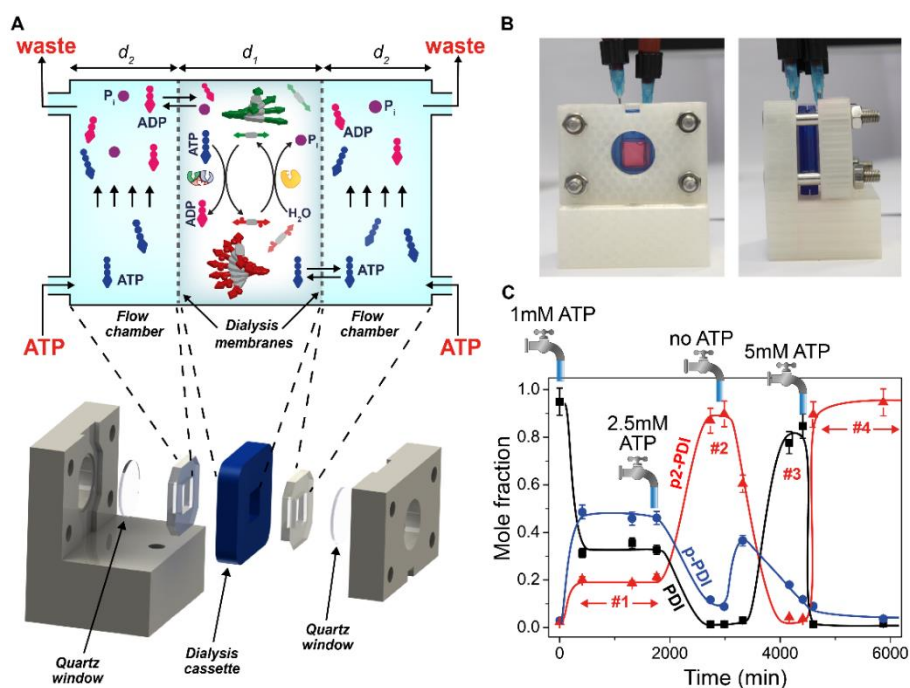 A
waste
waste
d2
d1
d2
Pi
ADP
ATP
ADP
Pi
H2O
ATP
Pi
ADP
ATP
ATP
Flow
chamber
Dialysis
membranes
Flow
chamber
ATP
ATP
Quartz
window
Dialysis
cassette
Quartz
window
B
C
1mM ATP
no ATP
5mM ATP
2.5mM
ATP
#1
#2
#3
#4
p2-PDI
p-PDI
PDI
Mole fraction
1.0
0.8
0.6
0.4
0.2
0.0
0
2000
4000
6000
Time (min)